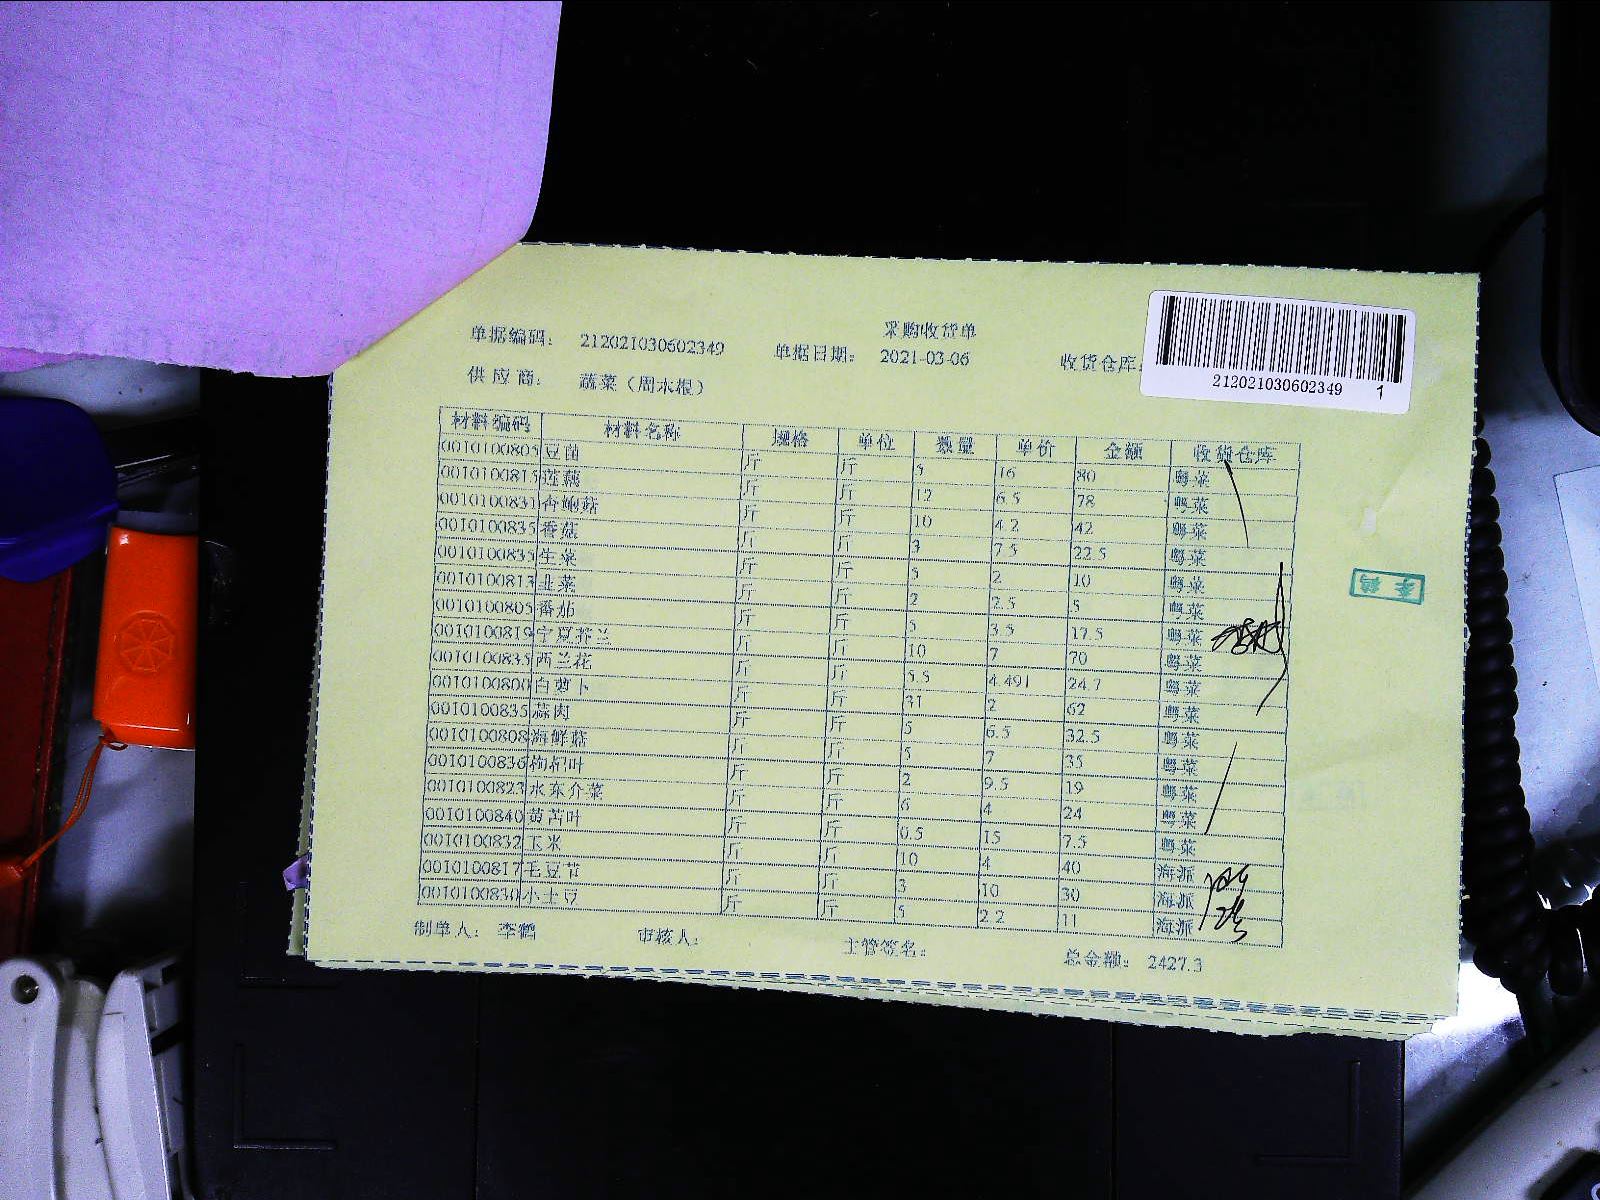 采购收货单
单据编码： 212021030602349 单据日期： 2021-03-06 收货仓库：
212021030602349 1
供应商： 蔬菜（周水根）
材料编码 材料名称 规格 单位 数量 单价 金额 收货仓库
0010100805 豆苗 斤 斤 5 16 80 粤菜
0010100815 莲藕 斤 斤 12 6.5 78 粤菜
0010100831 杏鲍菇 斤 斤 10 4.2 42 粤菜
0010100835 香菇 斤 斤 3 7.5 22.5 粤菜
0010100835 生菜 斤 斤 5 2 10 粤菜
0010100813 韭菜 斤 斤 2 2.5 5 粤菜
0010100805 番茄 斤 斤 5 3.5 17.5 粤菜
0010100819 宁夏芥兰 斤 斤 10 7 70 粤菜
0010100835 西兰花 斤 斤 5.5 4.491 24.7 粤菜
0010100800 白萝卜 斤 斤 31 2 62 粤菜
0010100835 蒜肉 斤 斤 5 6.5 32.5 粤菜
0010100808 海鲜菇 斤 斤 5 7 35 粤菜
0010100836 枸杞叶 斤 斤 2 9.5 19 粤菜
0010100823 水东介菜 斤 斤 6 4 24 粤菜
0010100840 黄苦叶 斤 斤 0.5 15 7.5 粤菜
0010100832 玉米 斤 斤 10 4 40 海派
0010100817 毛豆节 斤 斤 3 10 30 海派
0010100830 小土豆 斤 斤 5 2.2 11 海派
制单人： 李鹤 审核人： 主管签名： 总金额： 2427.3
李鹤